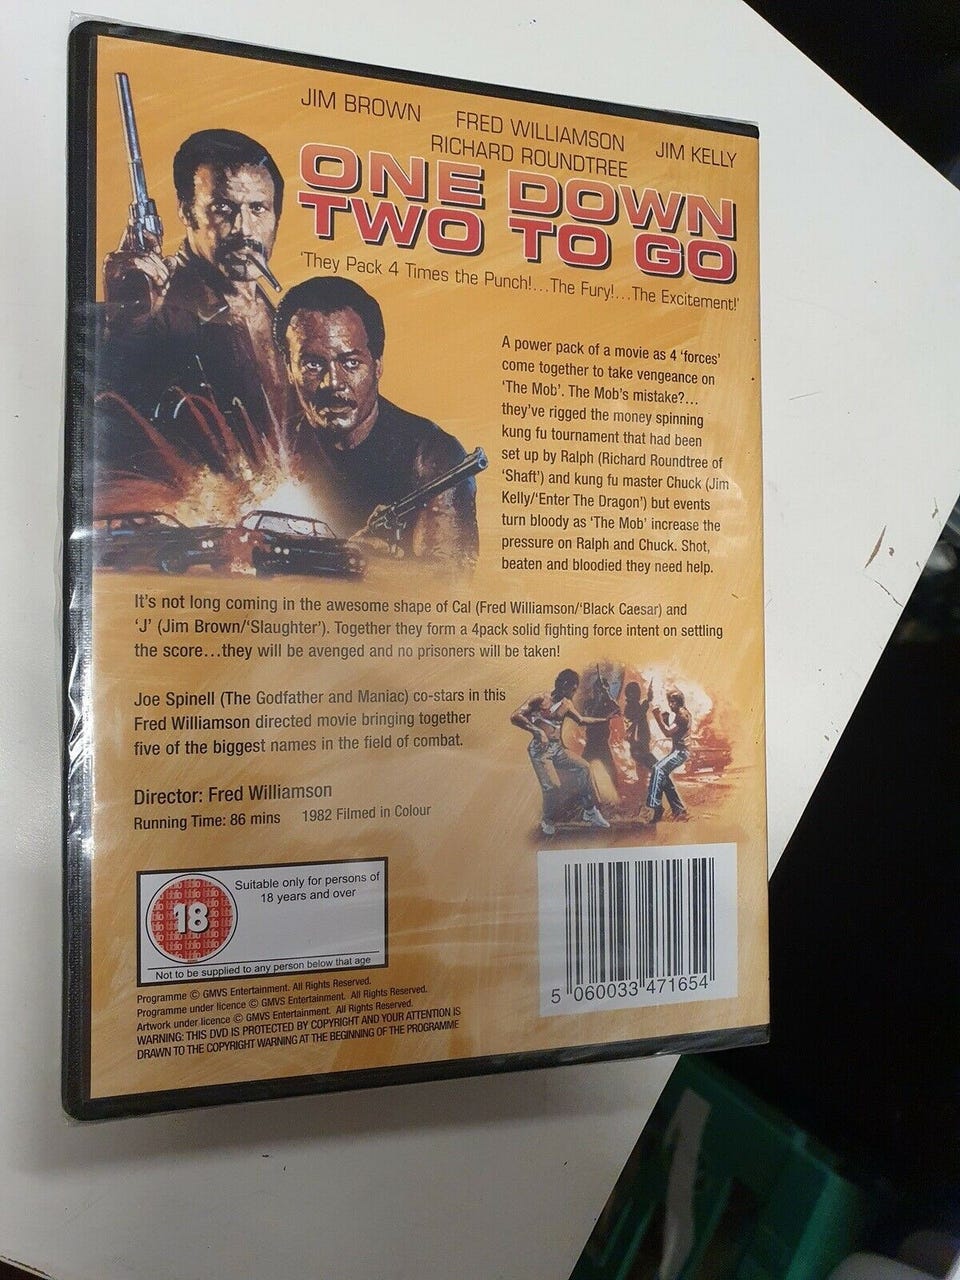 JIM BROWN FRED WILLIAMSON JIM KELLY
RICHARD ROUNDTREE
ONE DOWN
TWO TO GO
'They Pack 4 Times the Punch!...The Fury!...The Excitement!'
A power pack of a movie as 4 'forces'
come together to take vengeance on
'The Mob'. The Mob's mistake?...
they've rigged the money spinning
kung fu tournament that had been
set up by Ralph (Richard Roundtree of
'Shaft') and kung fu master Chuck (Jim
Kelly/'Enter The Dragon') but events
turn bloody as 'The Mob' increase the
pressure on Ralph and Chuck. Shot,
beaten and bloodied they need help.
It's not long coming in the awesome shape of Cal (Fred Williamson/'Black Caesar) and
'J' (Jim Brown/'Slaughter'). Together they form a 4pack solid fighting force intent on settling
the score...they will be avenged and no prisoners will be taken!
Joe Spinell (The Godfather and Maniac) co-stars in this
Fred Williamson directed movie bringing together
five of the biggest names in the field of combat.
Director: Fred Williamson
Running Time: 86 mins 1982 Filmed in Colour
18
Suitable only for persons of
18 years and over
Not to be supplied to any person below that age
Programme © GMVS Entertainment. All Rights Reserved.
Programme under licence © GMVS Entertainment. All Rights Reserved.
Artwork under licence © GMVS Entertainment. All Rights Reserved.
WARNING: THIS DVD IS PROTECTED BY COPYRIGHT AND YOUR ATTENTION IS
DRAWN TO THE COPYRIGHT WARNING AT THE BEGINNING OF THE PROGRAMME
5 060033 471654